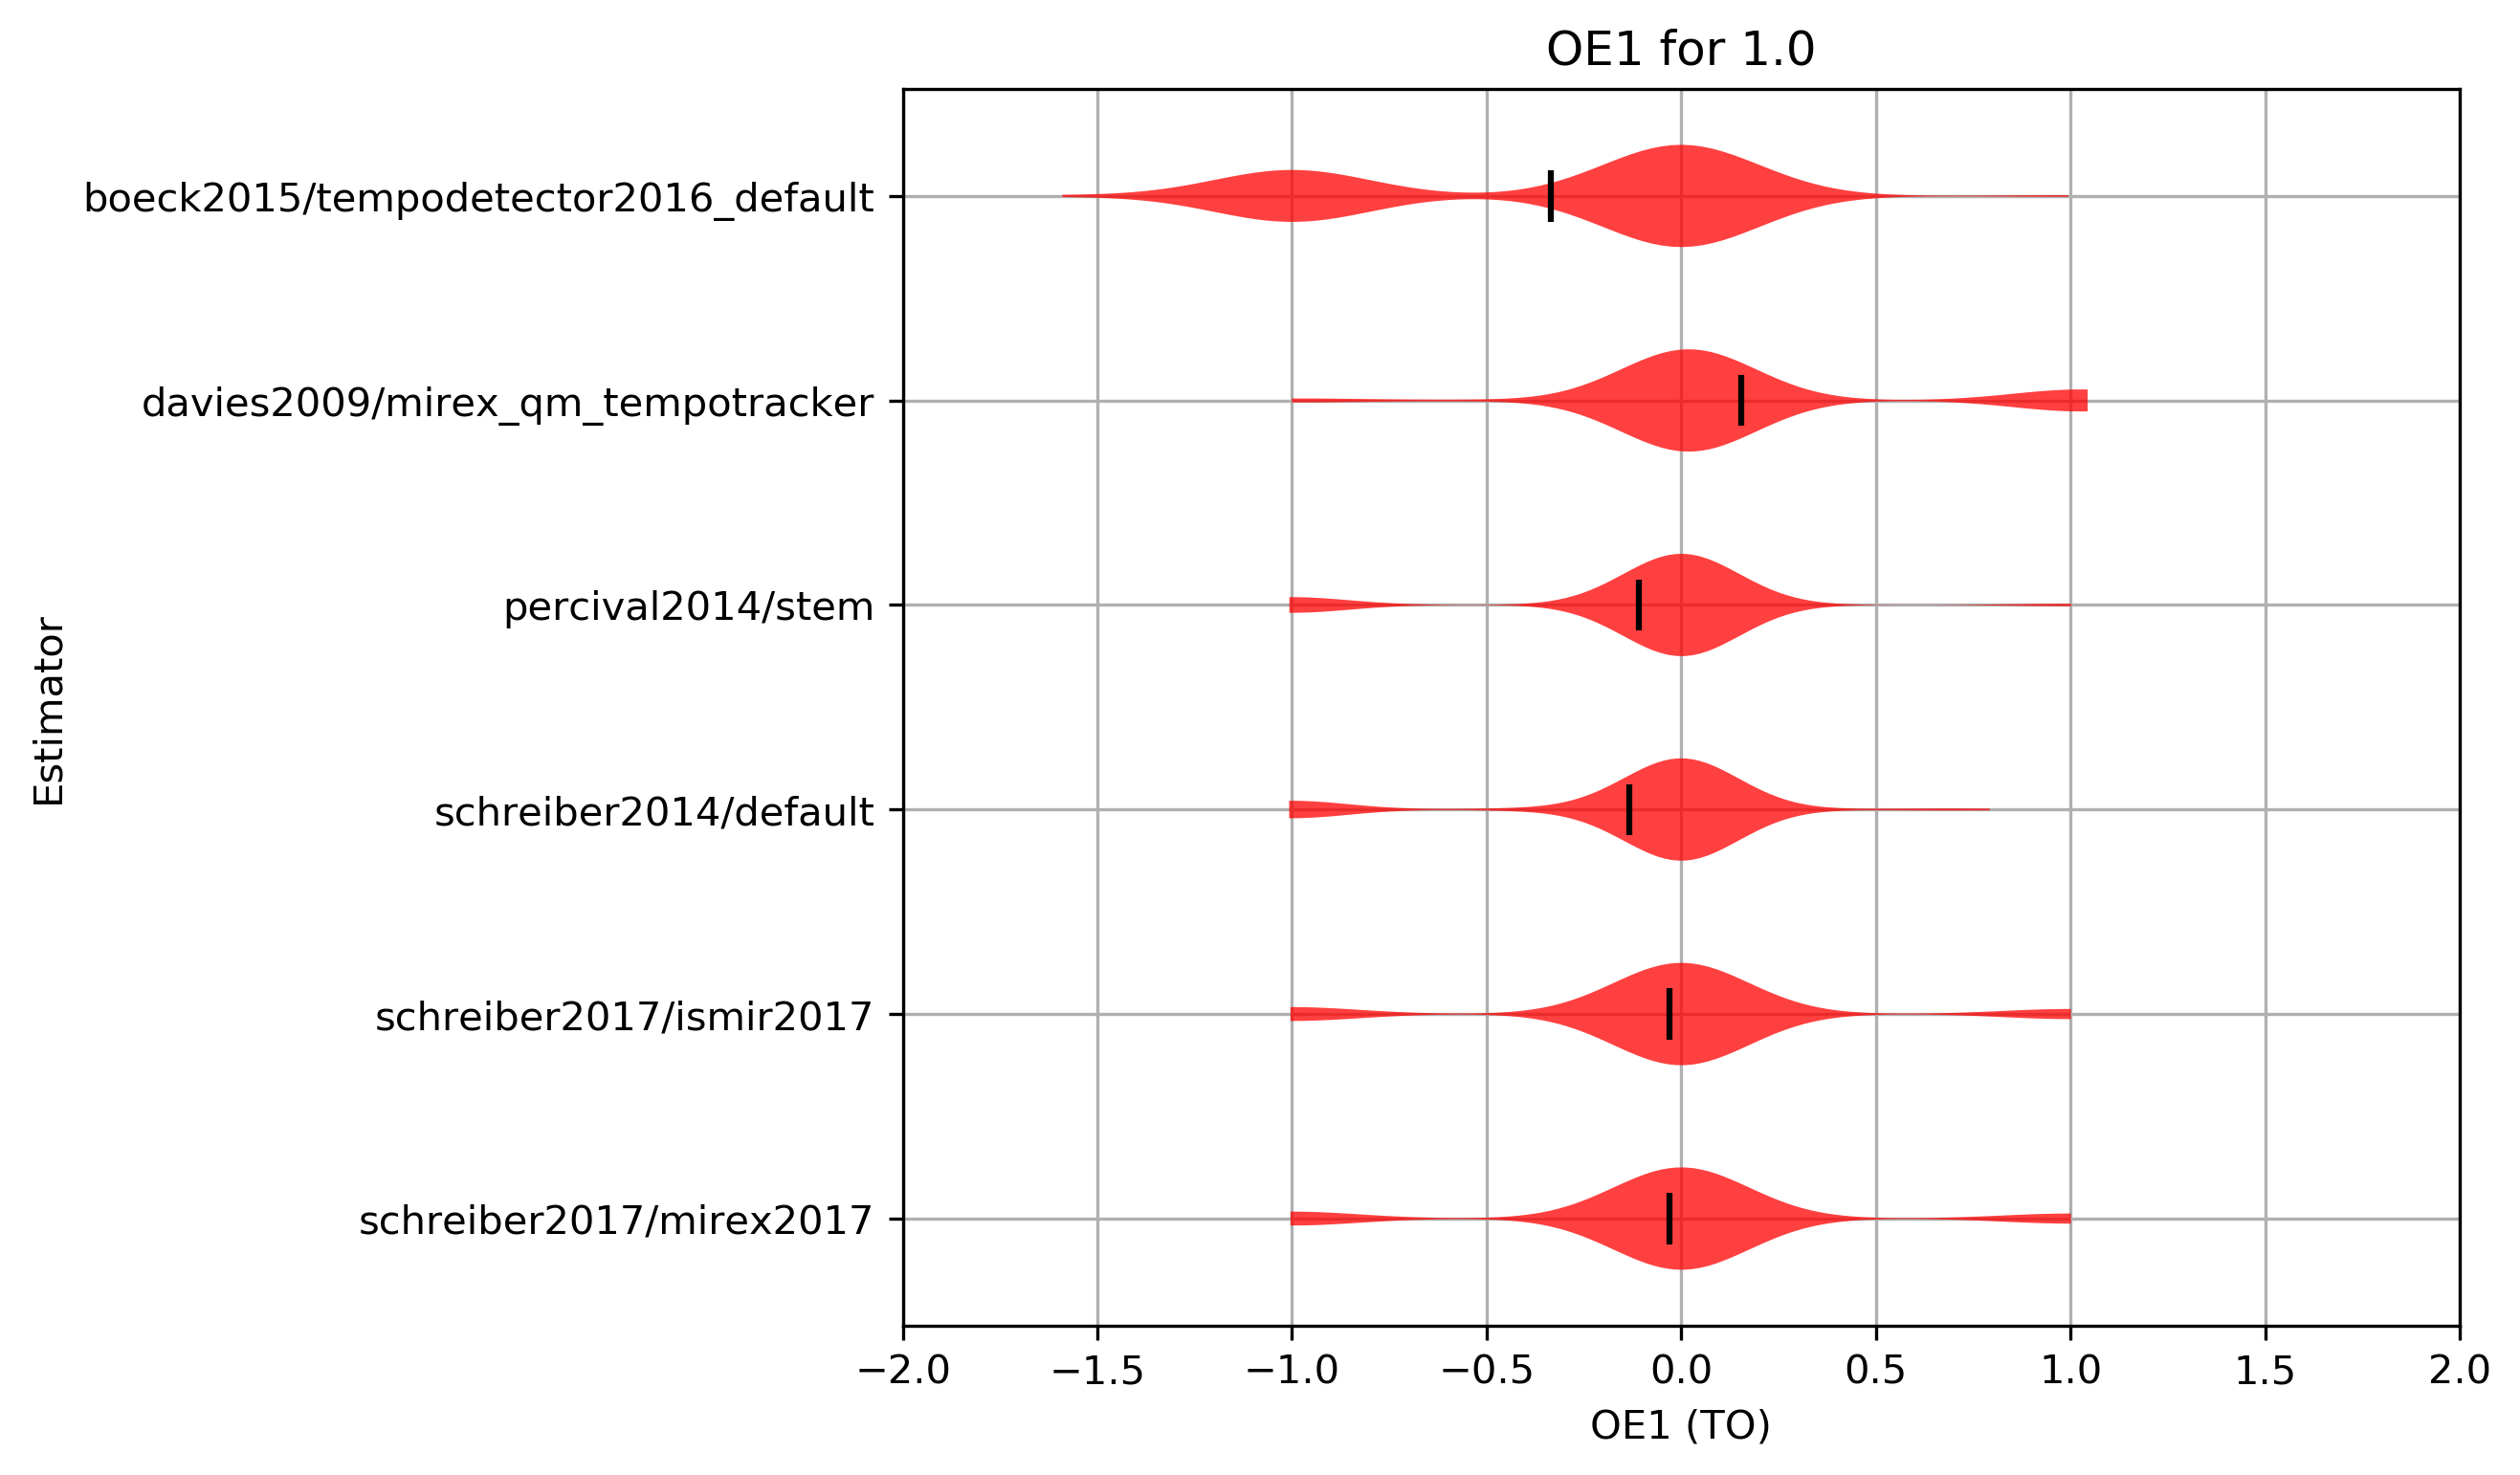 OE1 for 1.0
boeck2015/tempodetector2016_default
davies2009/mirex_qm_tempotracker
percival2014/stem
schreiber2014/default
schreiber2017/ismir2017
schreiber2017/mirex2017
Estimator
−2.0 −1.5 −1.0 −0.5 0.0 0.5 1.0 1.5 2.0
OE1 (TO)